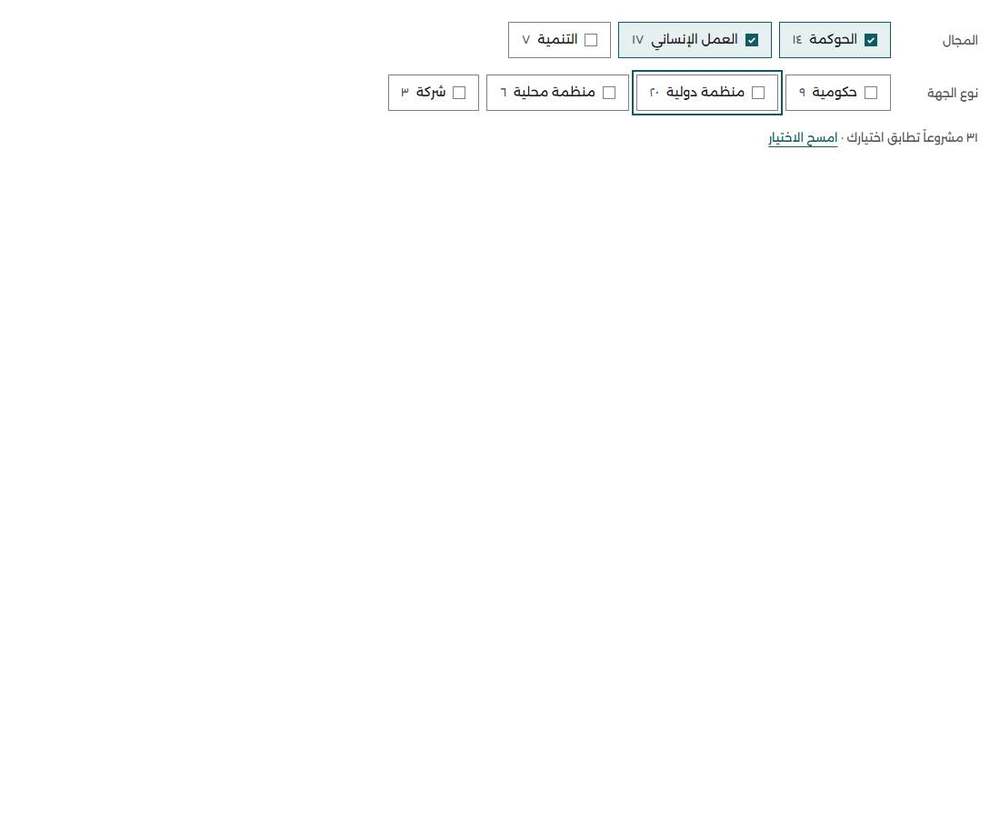 المجال الحوكمة ١٤ العمل الإنساني ١٧ التنمية ٧
نوع الجهة حكومية ٩ منظمة دولية ٢٠ منظمة محلية ٦ شركة ٣
٣١ مشروعاً تطابق اختيارك · امسح الاختيار